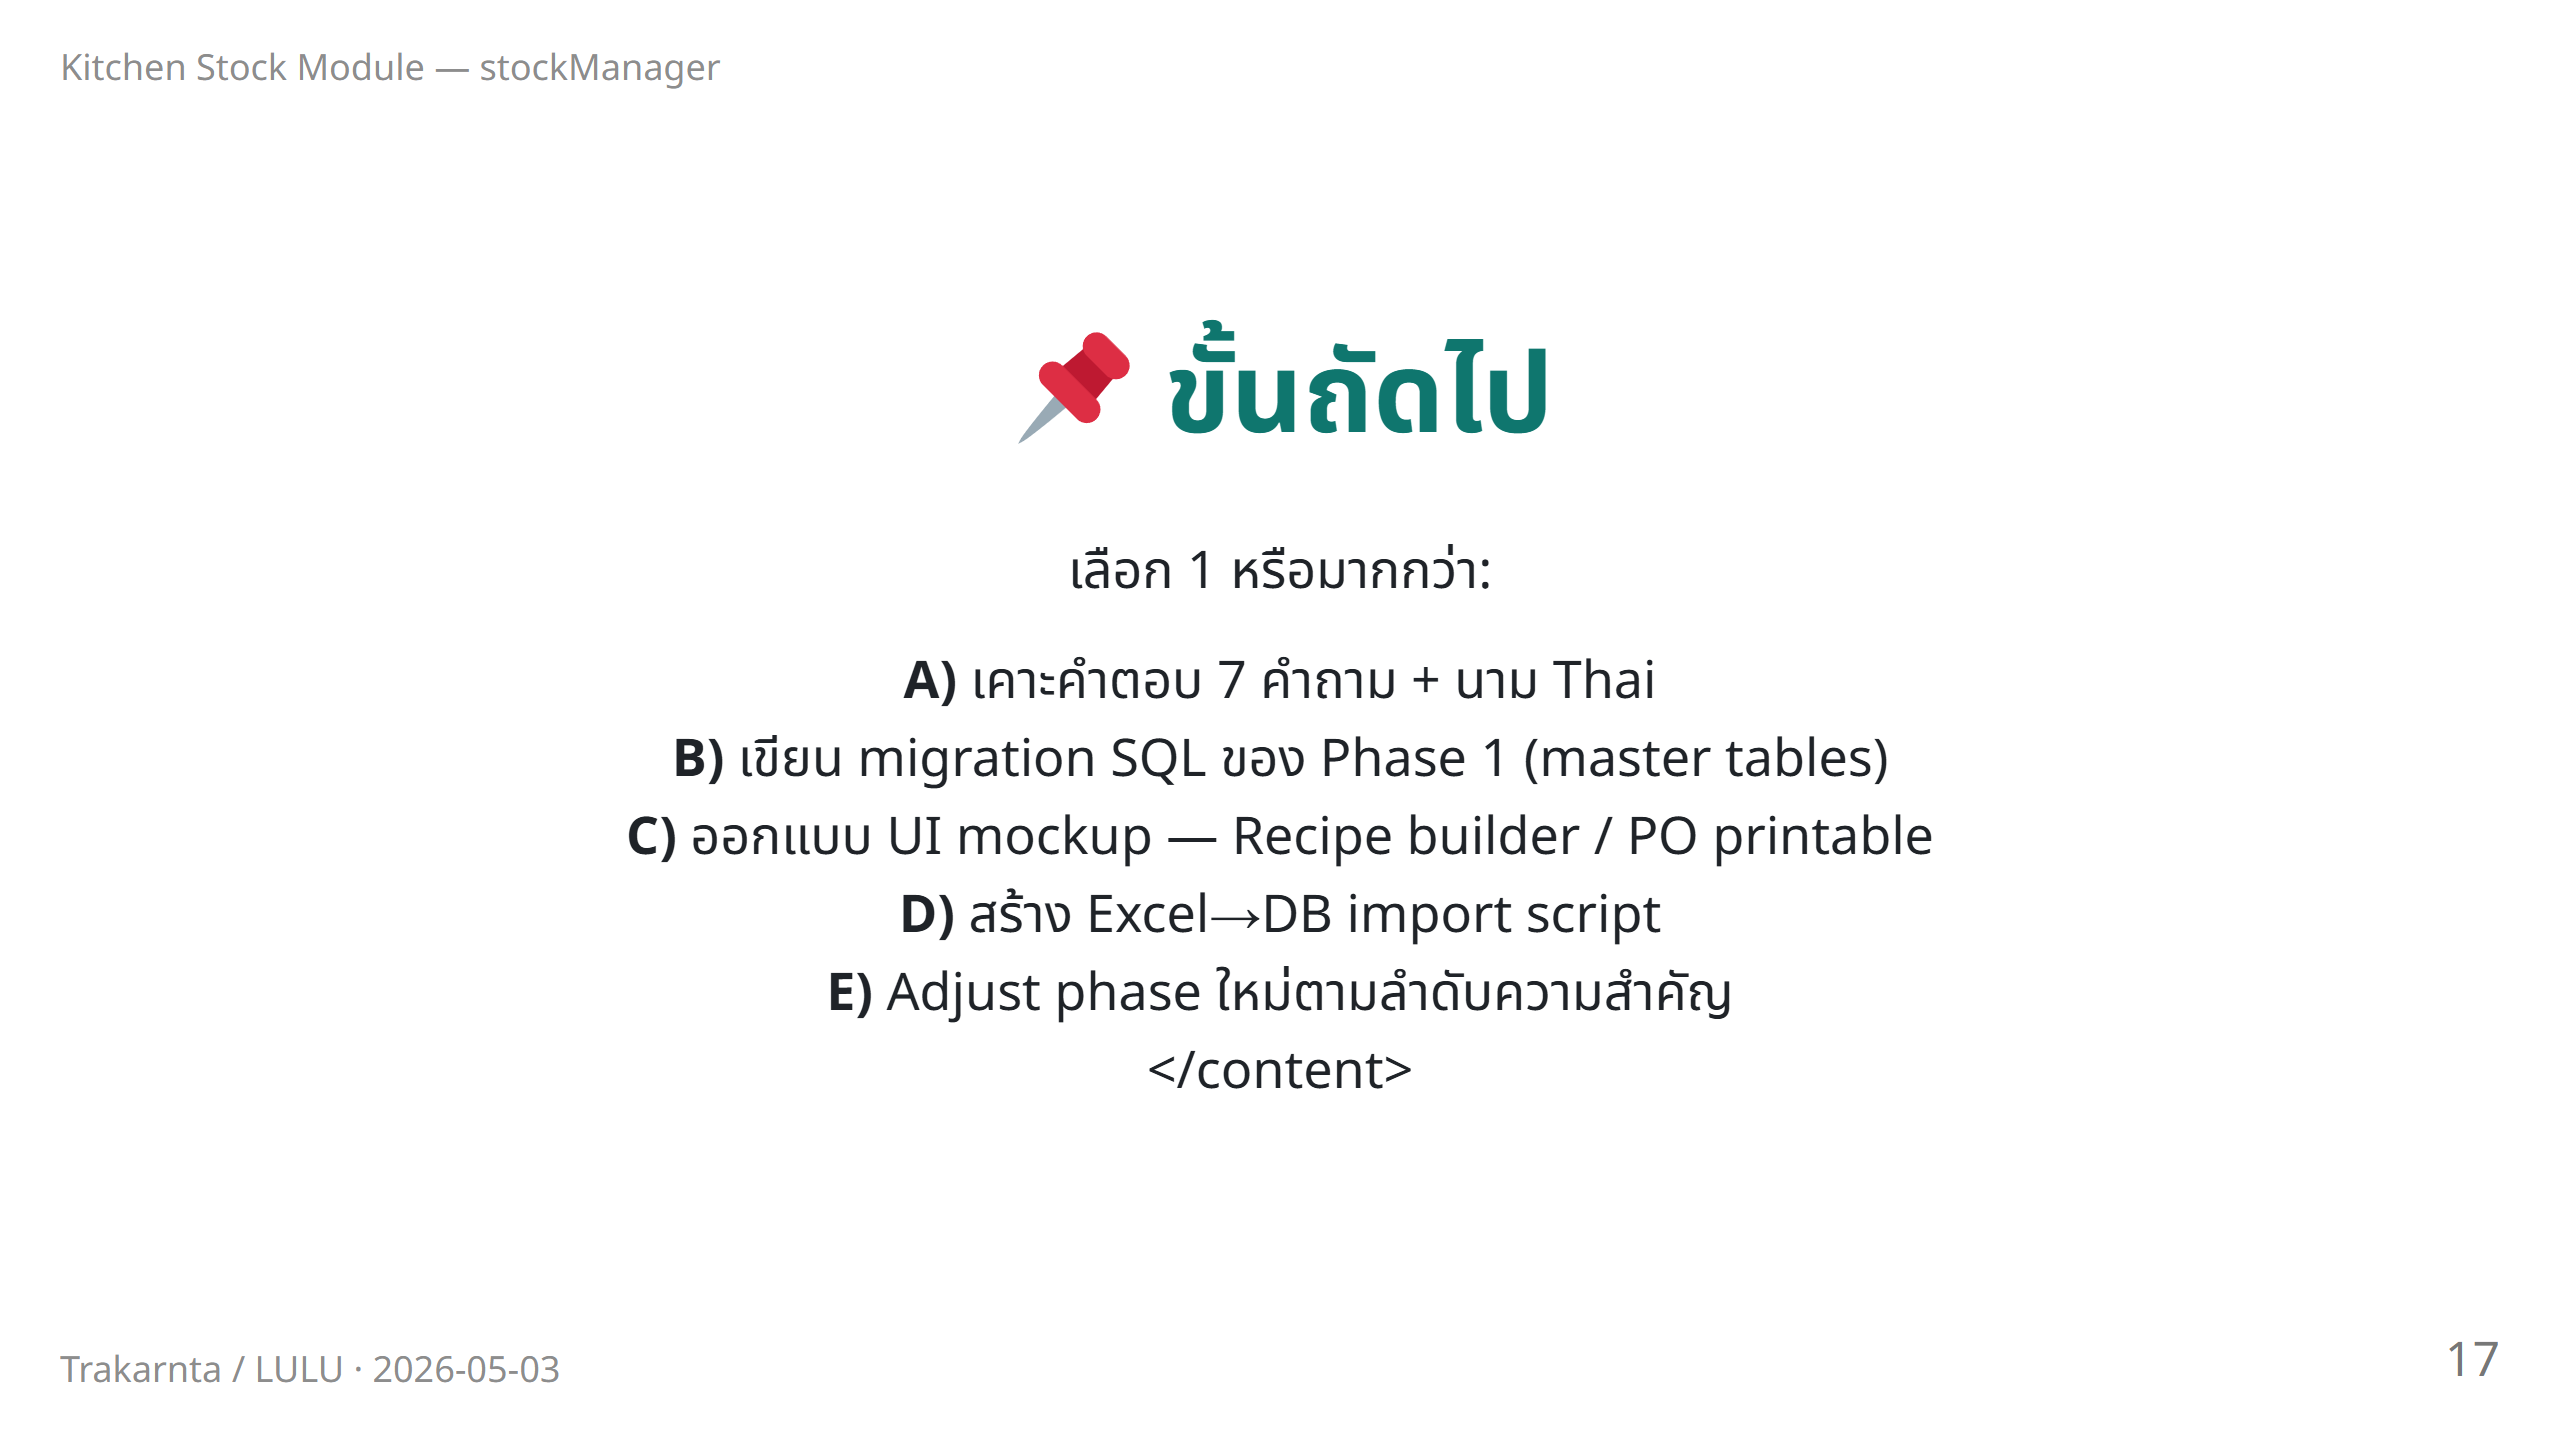 Kitchen Stock Module — stockManager
📌 ขั้นถัดไป
เลือก 1 หรือมากกว่า:
A) เคาะคำตอบ 7 คำถาม + นาม Thai
B) เขียน migration SQL ของ Phase 1 (master tables)
C) ออกแบบ UI mockup — Recipe builder / PO printable
D) สร้าง Excel→DB import script
E) Adjust phase ใหม่ตามลำดับความสำคัญ
</content>
Trakarnta / LULU · 2026-05-03
17